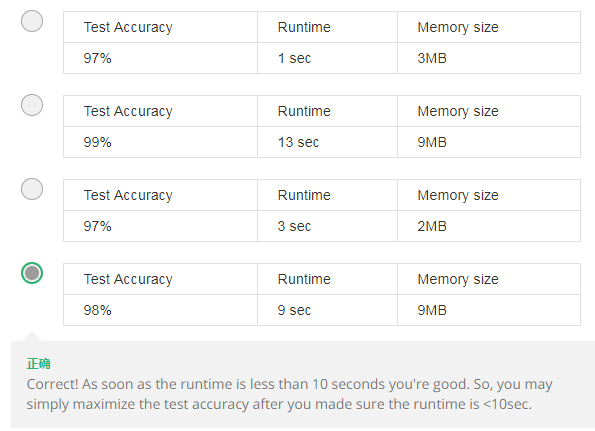 Test Accuracy Runtime Memory size
97% 1 sec 3MB
Test Accuracy Runtime Memory size
99% 13 sec 9MB
Test Accuracy Runtime Memory size
97% 3 sec 2MB
Test Accuracy Runtime Memory size
98% 9 sec 9MB
正确
Correct! As soon as the runtime is less than 10 seconds you're good. So, you may
simply maximize the test accuracy after you made sure the runtime is <10sec.